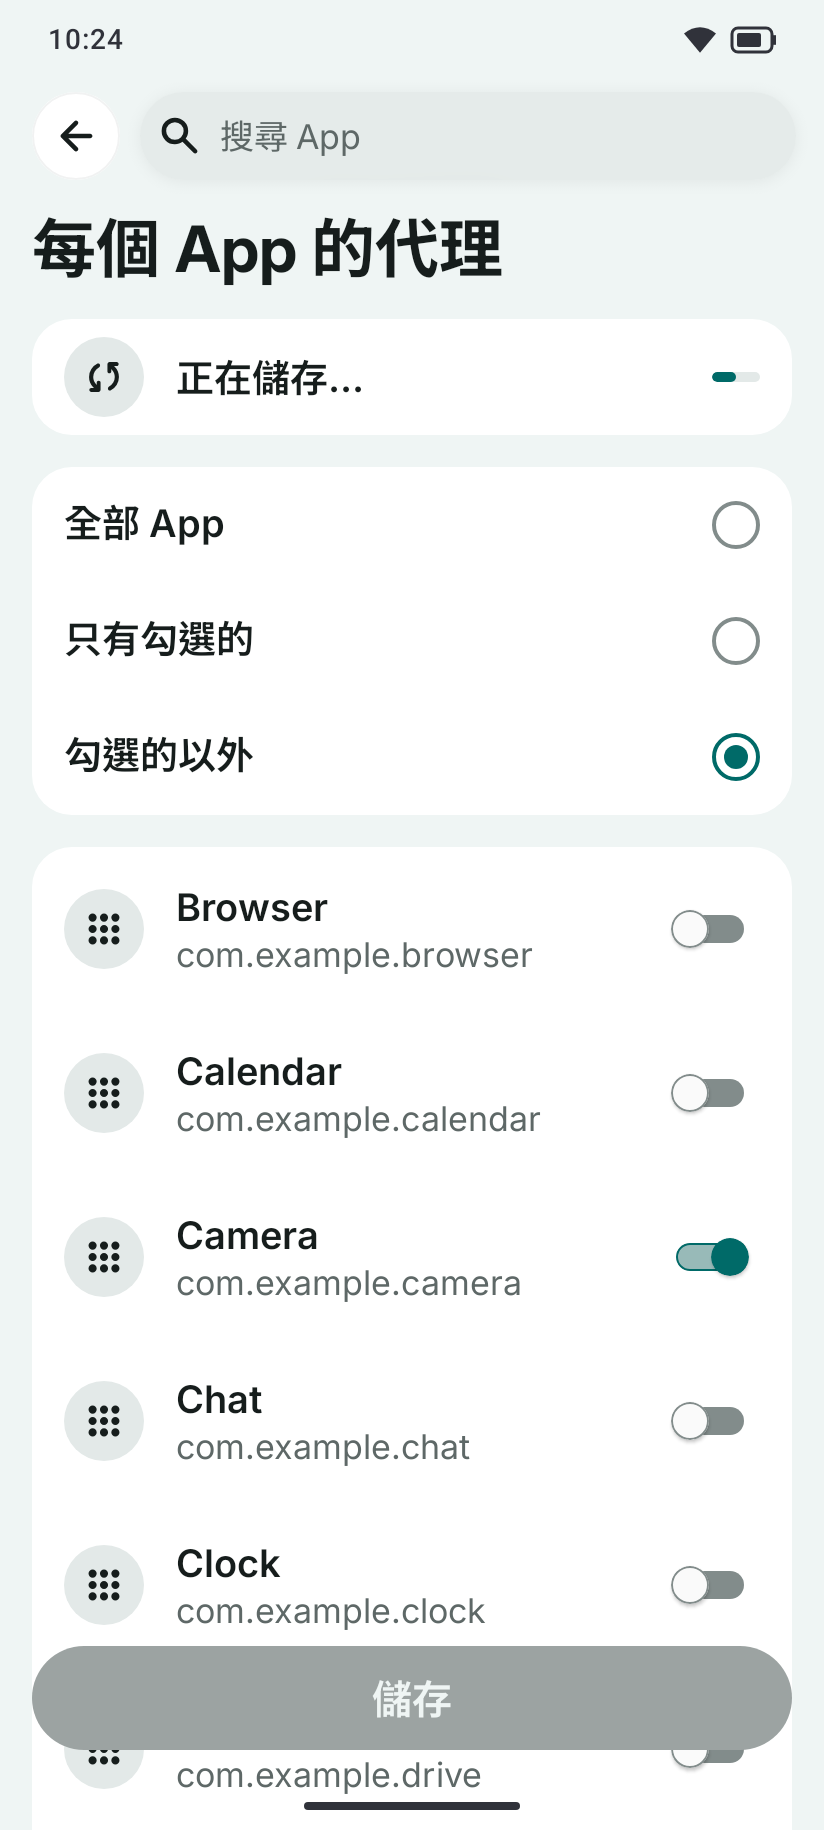 10:24
搜尋 App
每個 App 的代理
正在儲存...
全部 App
只有勾選的
勾選的以外
Browser
com.example.browser
Calendar
com.example.calendar
Camera
com.example.camera
Chat
com.example.chat
Clock
com.example.clock
儲存
com.example.drive